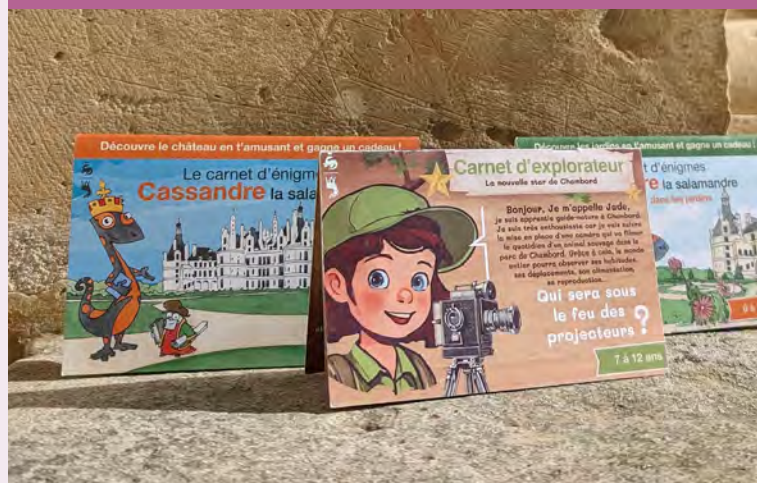 Découvre le château en t'amusant et gagne un cadeau !
Le carnet d'énigm
Cassandre la sala
Carnet d'explorateur
La nouvelle star de Chambord
Bonjour, Je m'appelle Jade,
je suis apprentie guide-nature à Chambord.
Je suis très enthousiaste car je vais suivre
la mise en place d'une caméra qui va filmer
le quotidien d'un animal sauvage dans le
parc de Chambord. Grâce à cela, le monde
entier pourra observer ses habitudes,
ses déplacements, son alimentation,
sa reproduction...
Qui sera sous
le feu des
projecteurs ?
7 à 12 ans
Découvre les jardins en t'amusant et gagne un cadeau !
t d'énigmes
re la salamandre
dans les jardins